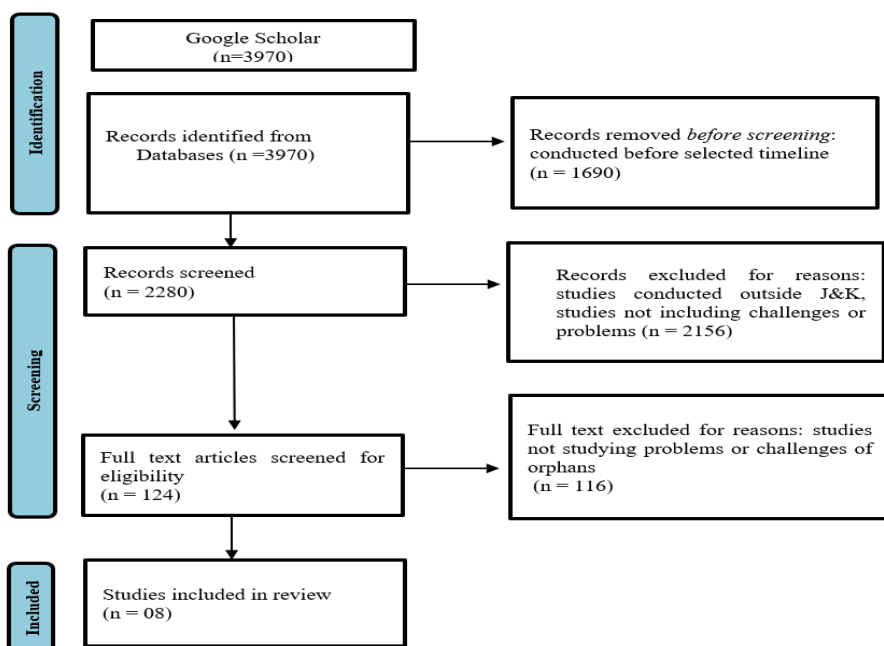 Identification
Google Scholar
(n=3970)
Records identified from
Databases (n =3970)
Records removed before screening:
conducted before selected timeline
(n = 1690)
Screening
Records screened
(n = 2280)
Records excluded for reasons:
studies conducted outside J&K,
studies not including challenges or
problems (n = 2156)
Full text articles screened for
eligibility
(n = 124)
Full text excluded for reasons: studies
not studying problems or challenges of
orphans
(n = 116)
Included
Studies included in review
(n = 08)